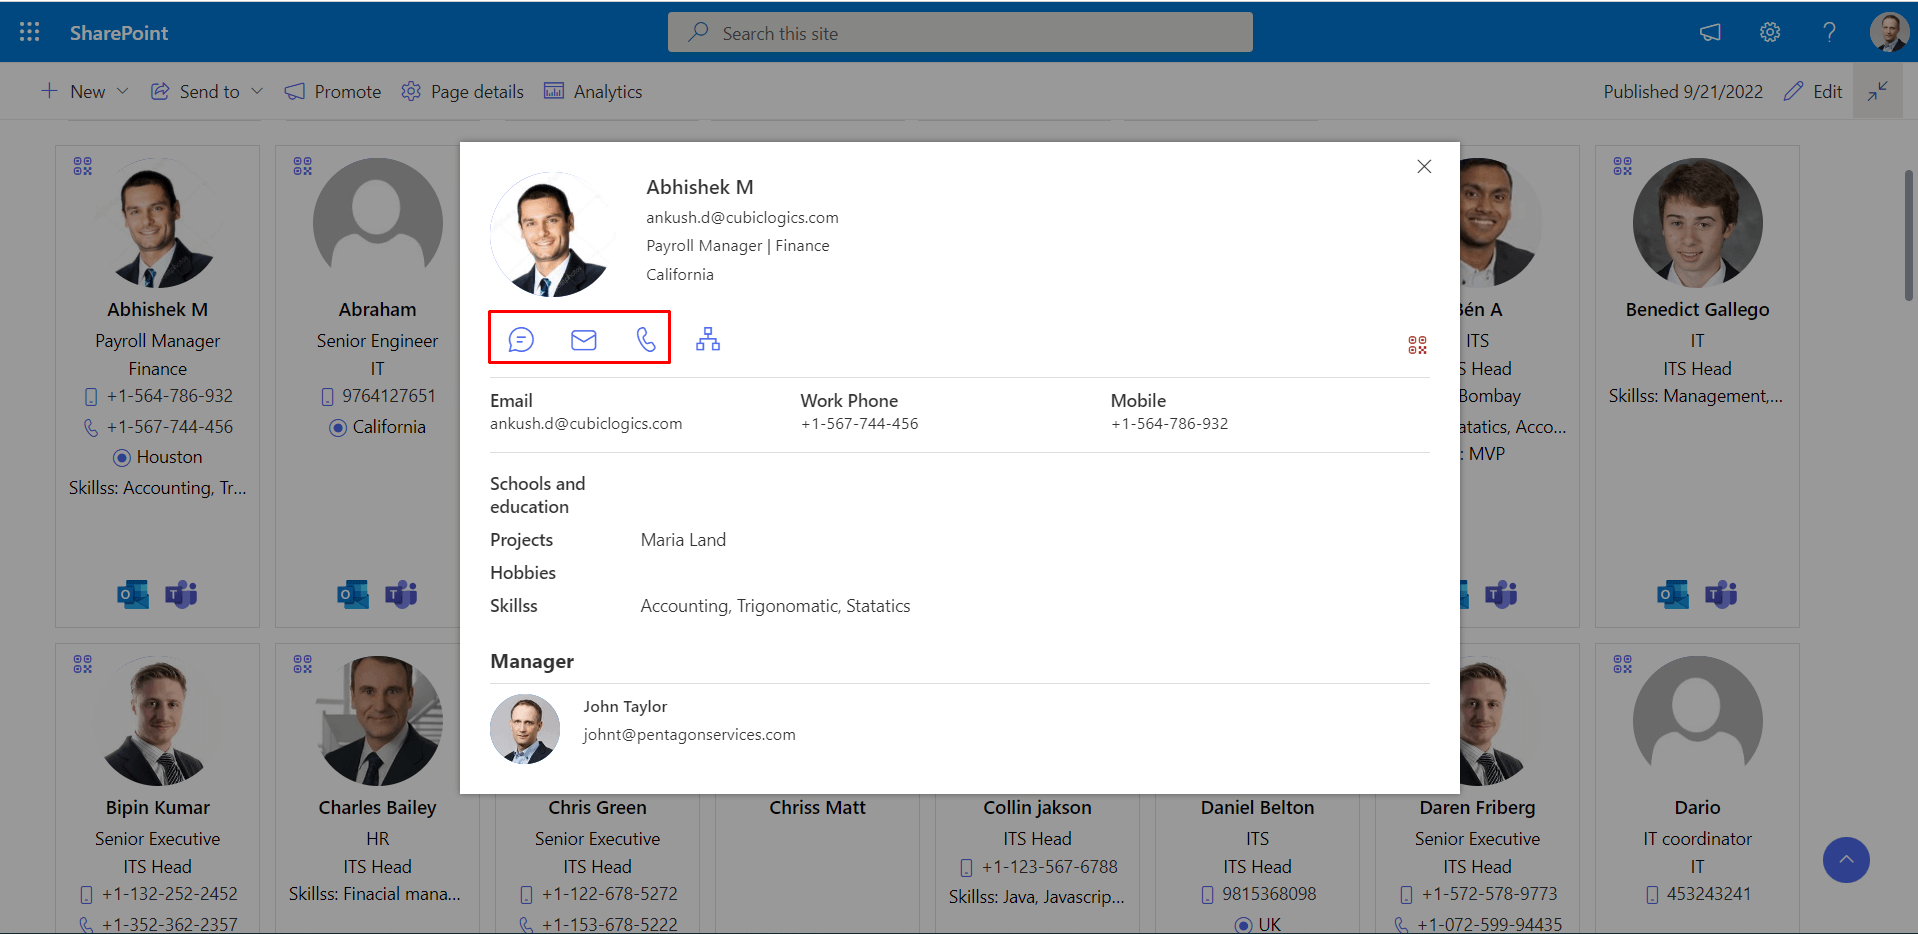 SharePoint
Search this site
New
Send to
Promote
Page details
Analytics
Published 9/21/2022
Edit
Abhishek M
Payroll Manager
Finance
+1-564-786-932
+1-567-744-456
Houston
Skillss: Accounting, Tr...
Abraham
Senior Engineer
IT
9764127651
California
Abhishek M
ankush.d@cubiclogics.com
Payroll Manager | Finance
California
Email
ankush.d@cubiclogics.com
Work Phone
+1-567-744-456
Mobile
+1-564-786-932
Schools and
education
Projects Maria Land
Hobbies
Skillss Accounting, Trigonomatic, Statatics
Manager
John Taylor
johnt@pentagonservices.com
Bén A
ITS
S Head
Bombay
atatics, Acco...
: MVP
Benedict Gallego
IT
ITS Head
Skillss: Management,...
Bipin Kumar
Senior Executive
ITS Head
+1-132-252-2452
+1-352-362-2357
Charles Bailey
HR
ITS Head
Skillss: Finacial mana...
Chris Green
Senior Executive
ITS Head
+1-122-678-5272
+1-153-678-5222
Chriss Matt
Collin jakson
ITS Head
+1-123-567-6788
Skillss: Java, Javascrip...
Daniel Belton
ITS
ITS Head
9815368098
UK
Daren Friberg
Senior Executive
ITS Head
+1-572-578-9773
+1-072-599-94435
Dario
IT coordinator
IT
453243241